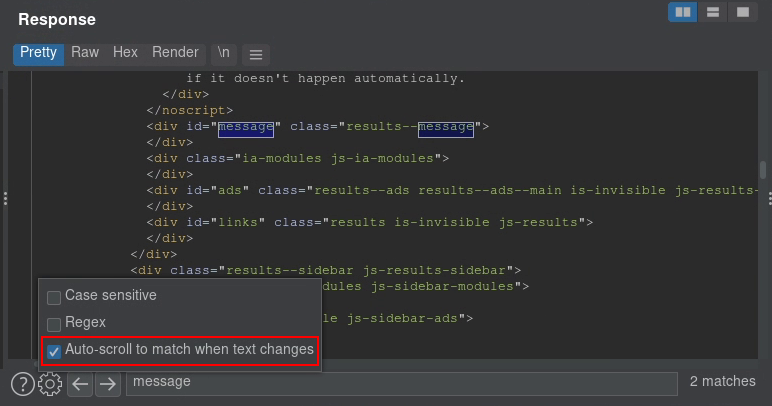 Response
Pretty Raw Hex Render \n
if it doesn't happen automatically.
</div>
</noscript>
<div id="message" class="results--message">
</div>
<div class="ia-modules js-ia-modules">
</div>
<div id="ads" class="results--ads results--ads--main is-invisible js-results-
</div>
<div id="links" class="results is-invisible js-results">
</div>
</div>
<div class="results--sidebar js-results-sidebar">
dules js-sidebar-modules">
le js-sidebar-ads">
Case sensitive
Regex
Auto-scroll to match when text changes
? message 2 matches